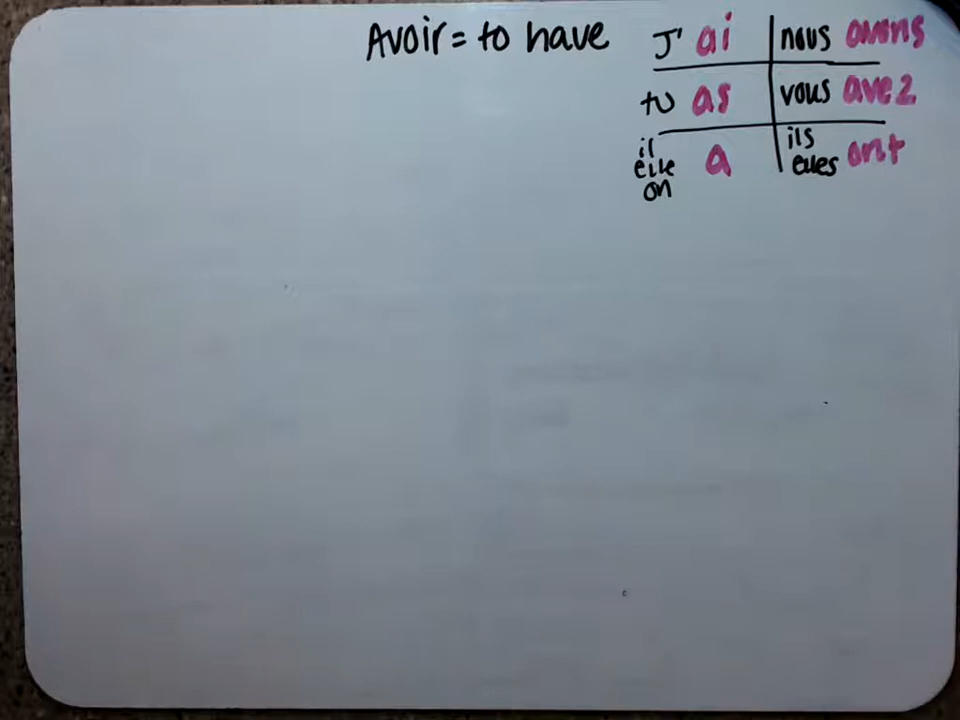 Avoir = to have
J' ai nous avons
tu as vous avez
il elle on a ils elles ont